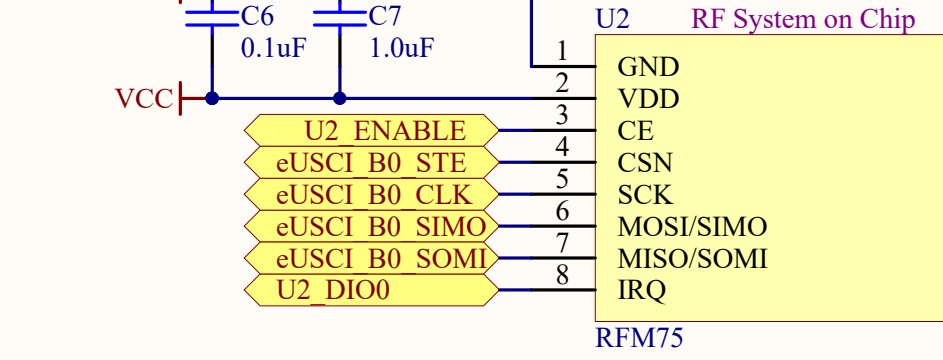 C6
0.1uF
C7
1.0uF
VCC
U2_ENABLE
eUSCI_B0_STE
eUSCI_B0_CLK
eUSCI_B0_SIMO
eUSCI_B0_SOMI
U2_DIO0
U2 RF System on Chip
1 GND
2 VDD
3 CE
4 CSN
5 SCK
6 MOSI/SIMO
7 MISO/SOMI
8 IRQ
RFM75